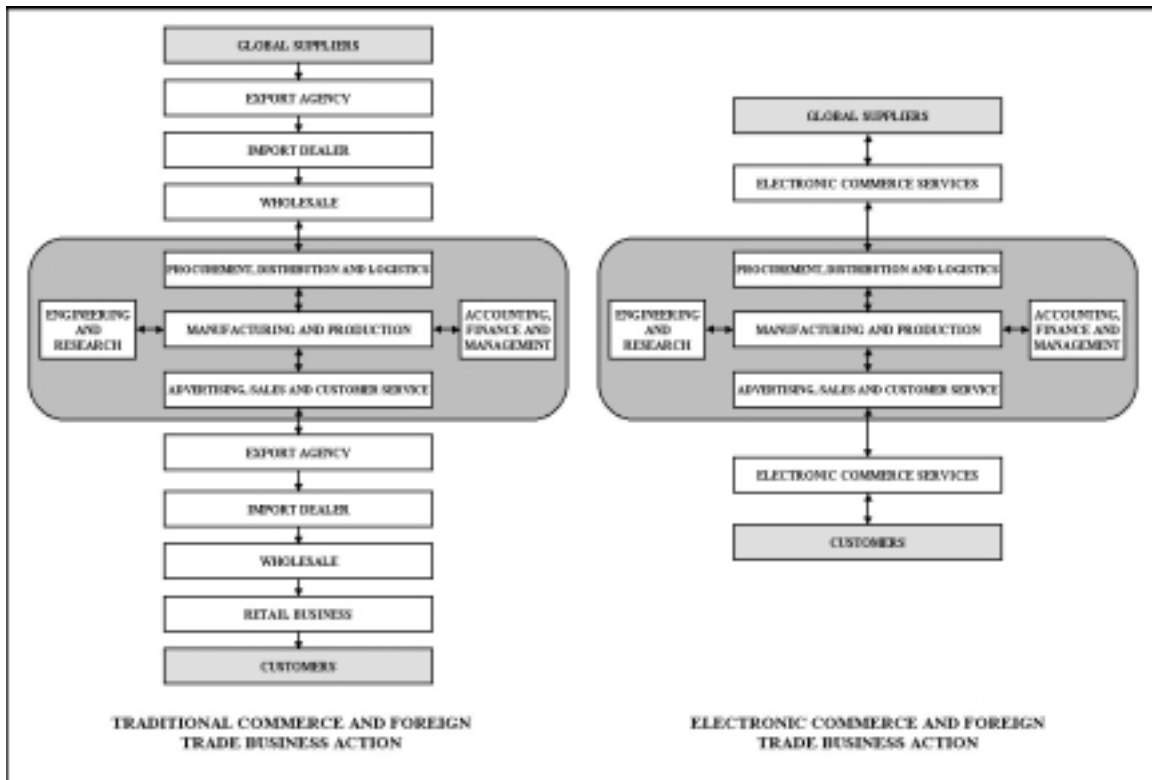 GLOBAL SUPPLIERS
EXPORT AGENCY
IMPORT DEALER
WHOLESALE
PROCUREMENT, DISTRIBUTION AND LOGISTICS
ENGINEERING
AND
RESEARCH
MANUFACTURING AND PRODUCTION
ACCOUNTING,
FINANCE AND
MANAGEMENT
ADVERTISING, SALES AND CUSTOMER SERVICE
EXPORT AGENCY
IMPORT DEALER
WHOLESALE
RETAIL BUSINESS
CUSTOMERS
TRADITIONAL COMMERCE AND FOREIGN
TRADE BUSINESS ACTION
GLOBAL SUPPLIERS
ELECTRONIC COMMERCE SERVICES
PROCUREMENT, DISTRIBUTION AND LOGISTICS
ENGINEERING
AND
RESEARCH
MANUFACTURING AND PRODUCTION
ACCOUNTING,
FINANCE AND
MANAGEMENT
ADVERTISING, SALES AND CUSTOMER SERVICE
ELECTRONIC COMMERCE SERVICES
CUSTOMERS
ELECTRONIC COMMERCE AND FOREIGN
TRADE BUSINESS ACTION